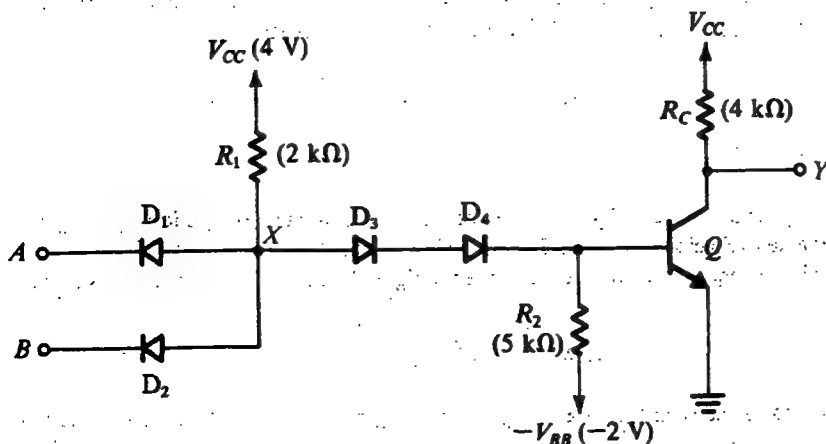 V_CC (4 V)
V_CC
R_1 (2 kΩ)
R_C (4 kΩ)
Y
D_1
X
D_3
D_4
A
Q
B
D_2
R_2
(5 kΩ)
−V_BB (−2 V)